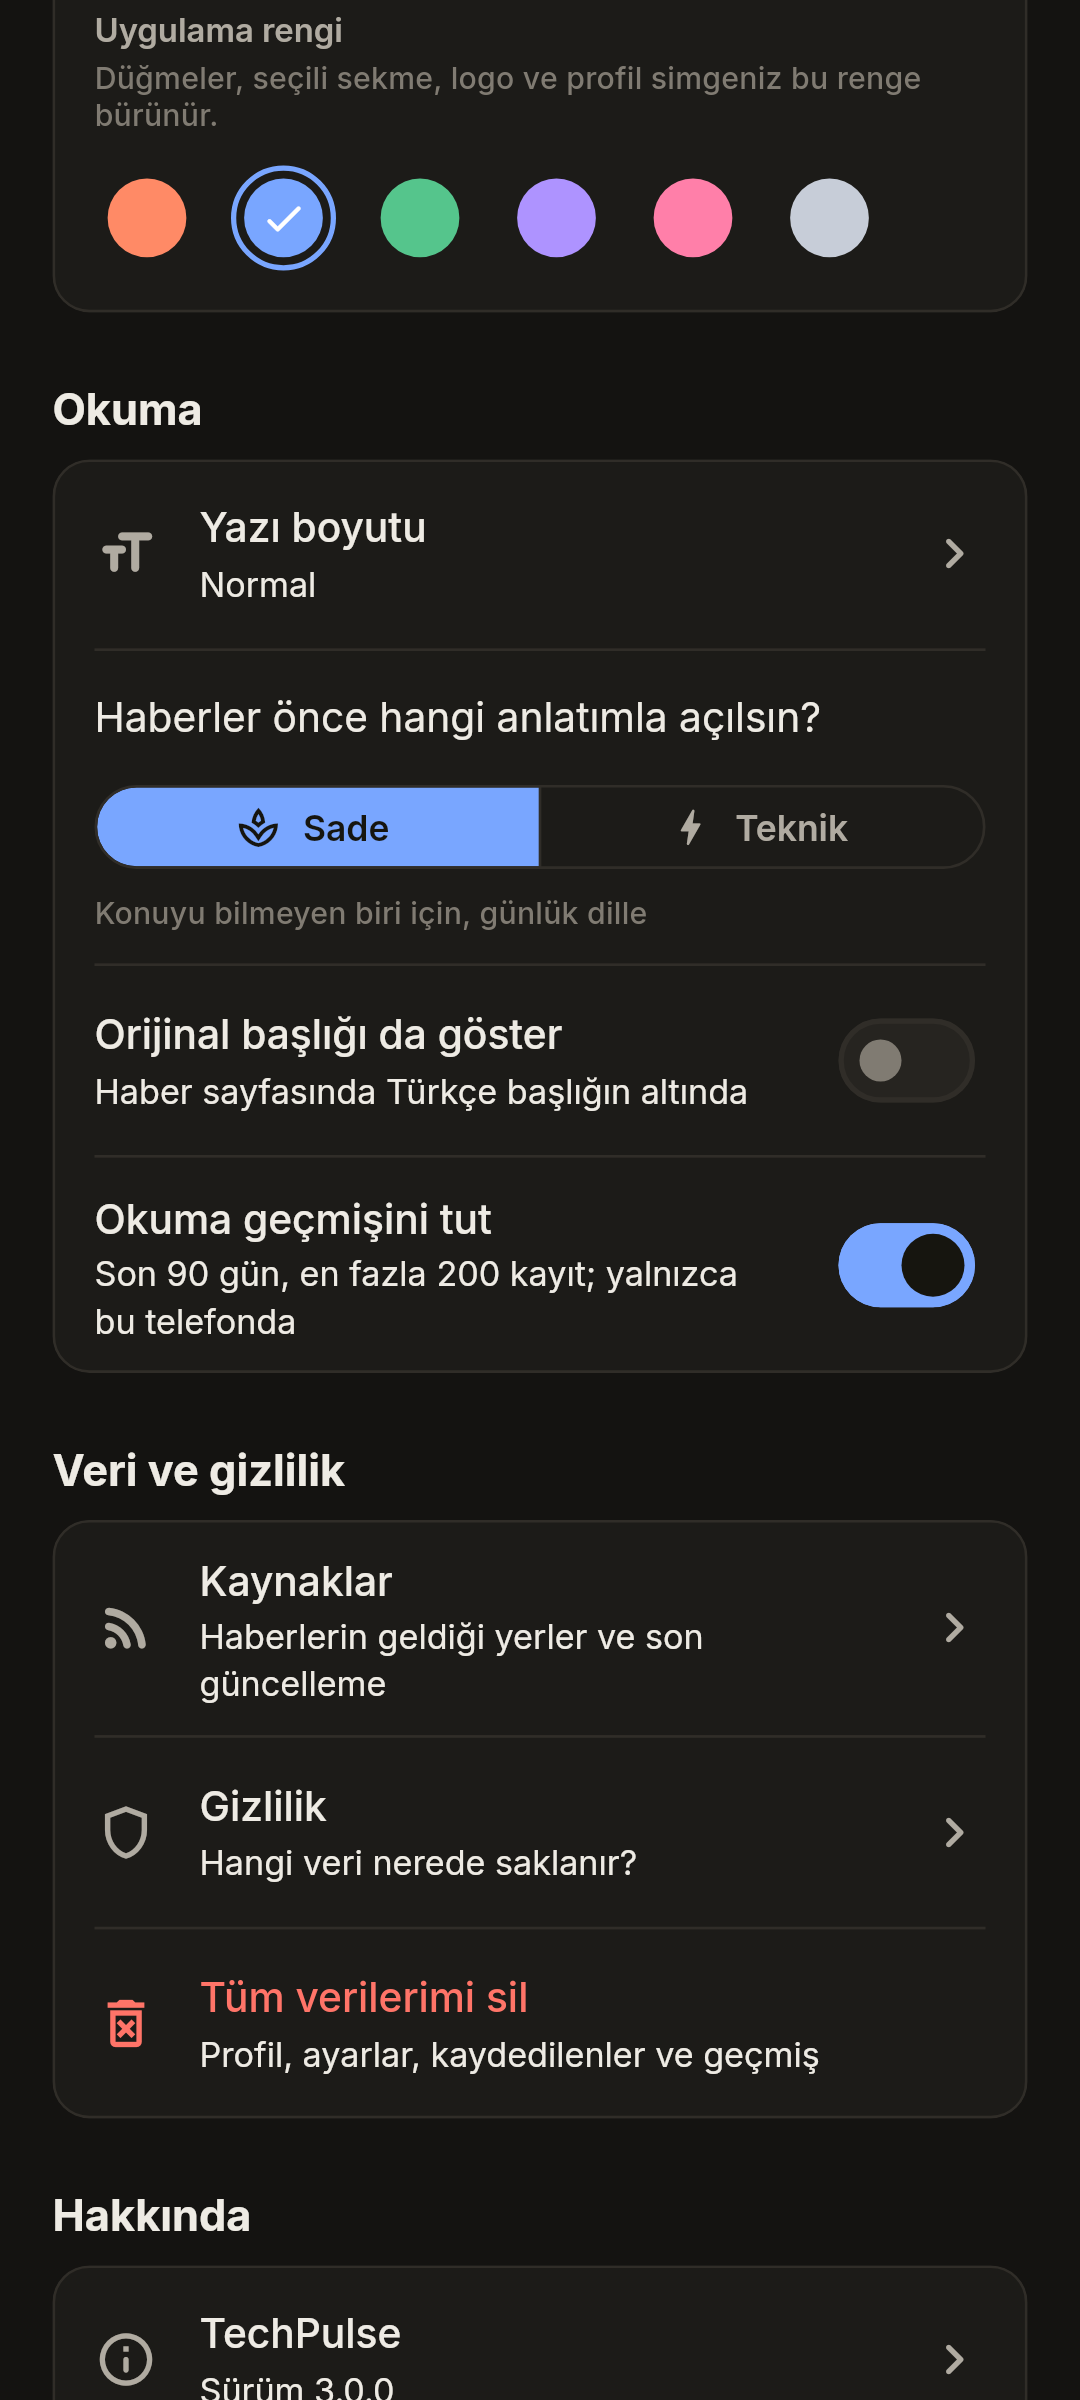 Uygulama rengi
Düğmeler, seçili sekme, logo ve profil simgeniz bu renge
bürünür.
Okuma
Yazı boyutu
Normal
Haberler önce hangi anlatımla açılsın?
Sade
Teknik
Konuyu bilmeyen biri için, günlük dille
Orijinal başlığı da göster
Haber sayfasında Türkçe başlığın altında
Okuma geçmişini tut
Son 90 gün, en fazla 200 kayıt; yalnızca
bu telefonda
Veri ve gizlilik
Kaynaklar
Haberlerin geldiği yerler ve son
güncelleme
Gizlilik
Hangi veri nerede saklanır?
Tüm verilerimi sil
Profil, ayarlar, kaydedilenler ve geçmiş
Hakkında
TechPulse
Sürüm 3.0.0